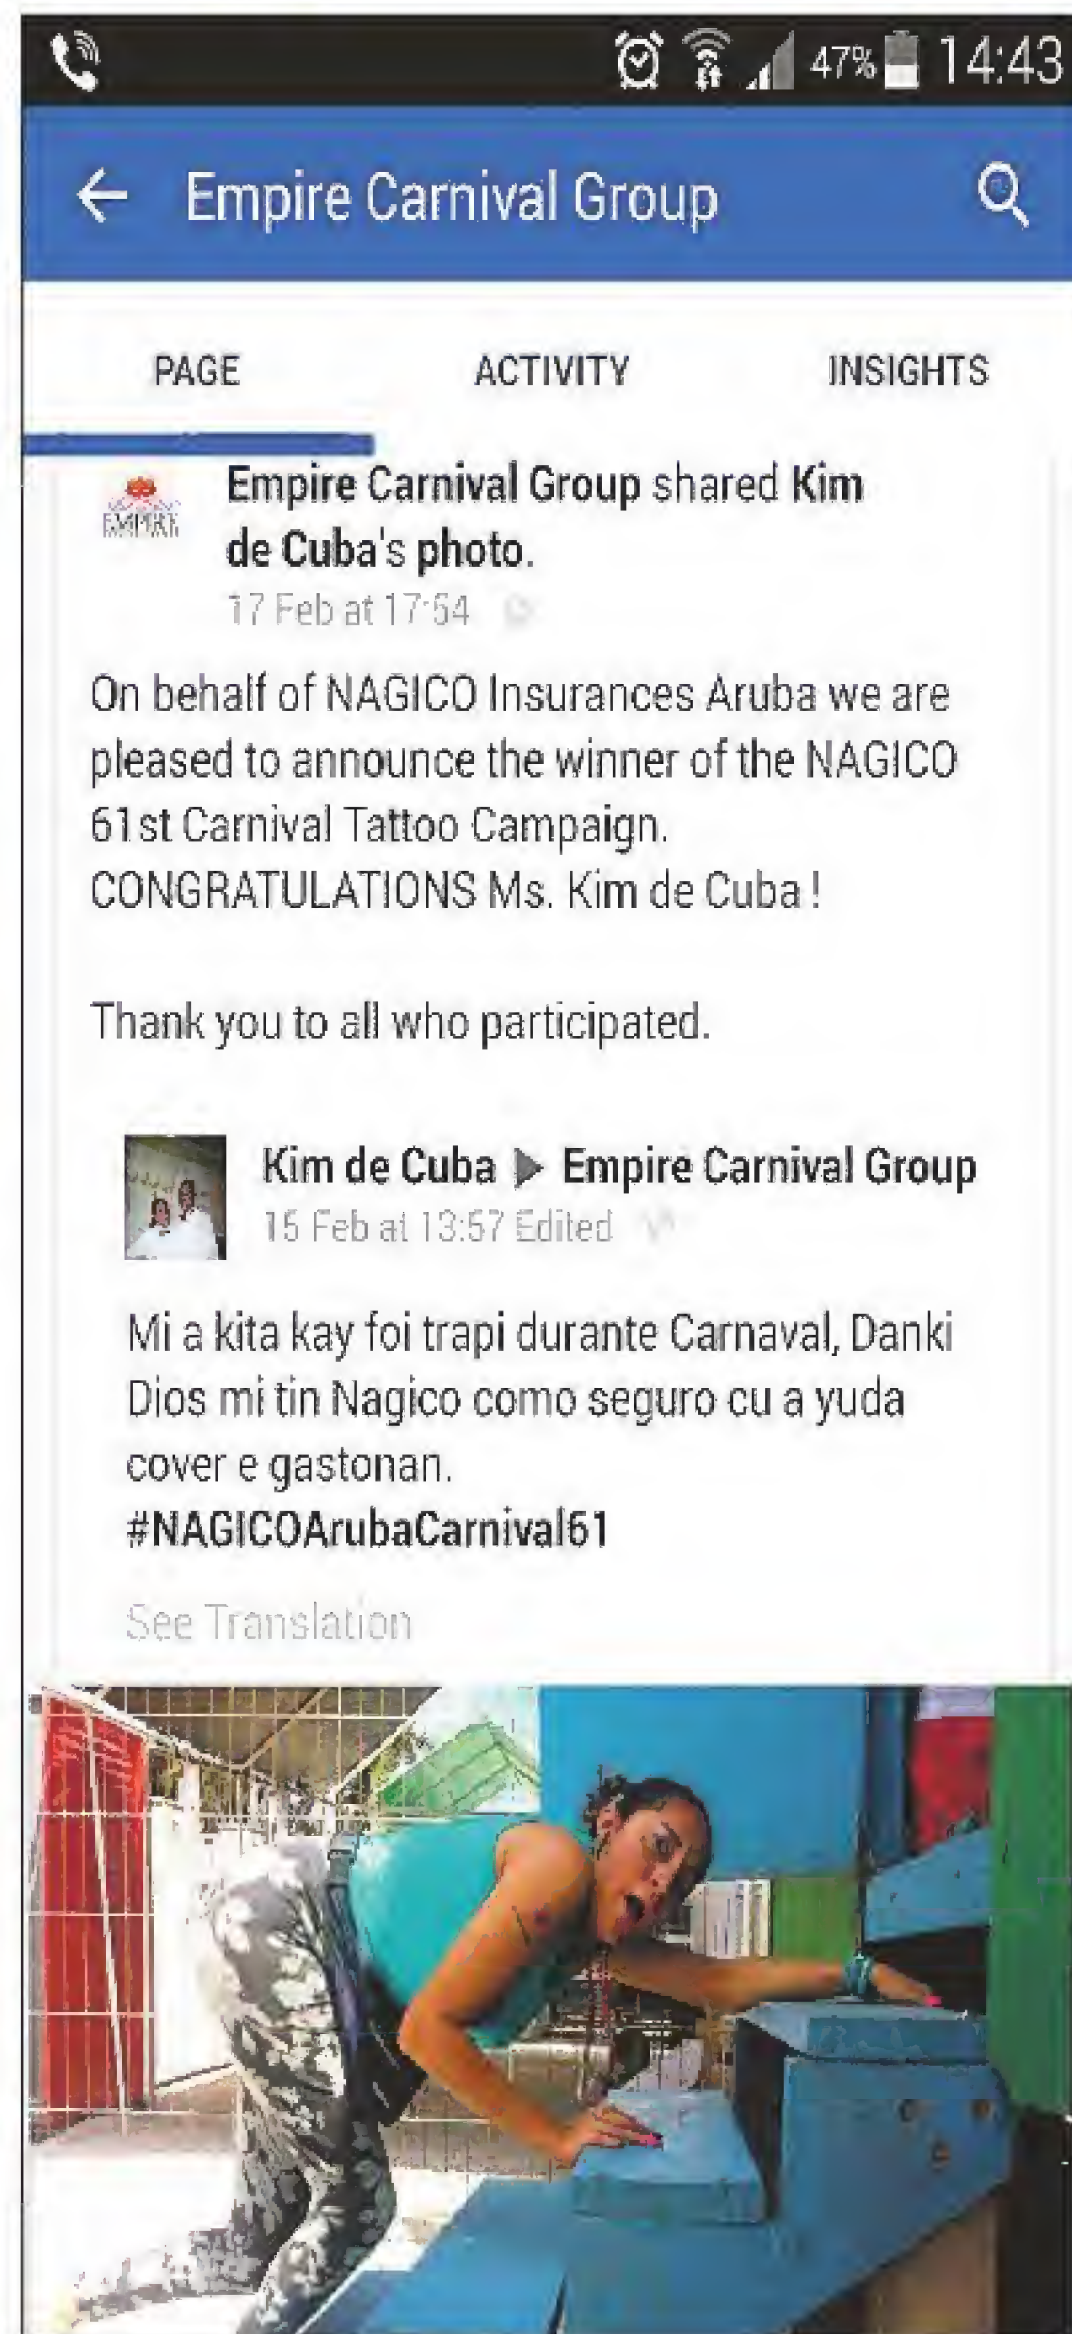 47% 14:43
Empire Carnival Group
PAGE ACTIVITY INSIGHTS
EMPIRE
Empire Carnival Group shared Kim
de Cuba's photo.
17 Feb at 17:54
On behalf of NAGICO Insurances Aruba we are
pleased to announce the winner of the NAGICO
61st Carnival Tattoo Campaign.
CONGRATULATIONS Ms. Kim de Cuba !
Thank you to all who participated.
Kim de Cuba ▶ Empire Carnival Group
15 Feb at 13:57 Edited
Mi a kita kay foi trapi durante Carnaval, Danki
Dios mi tin Nagico como seguro cu a yuda
cover e gastonan.
#NAGICOArubaCarnival61
See Translation